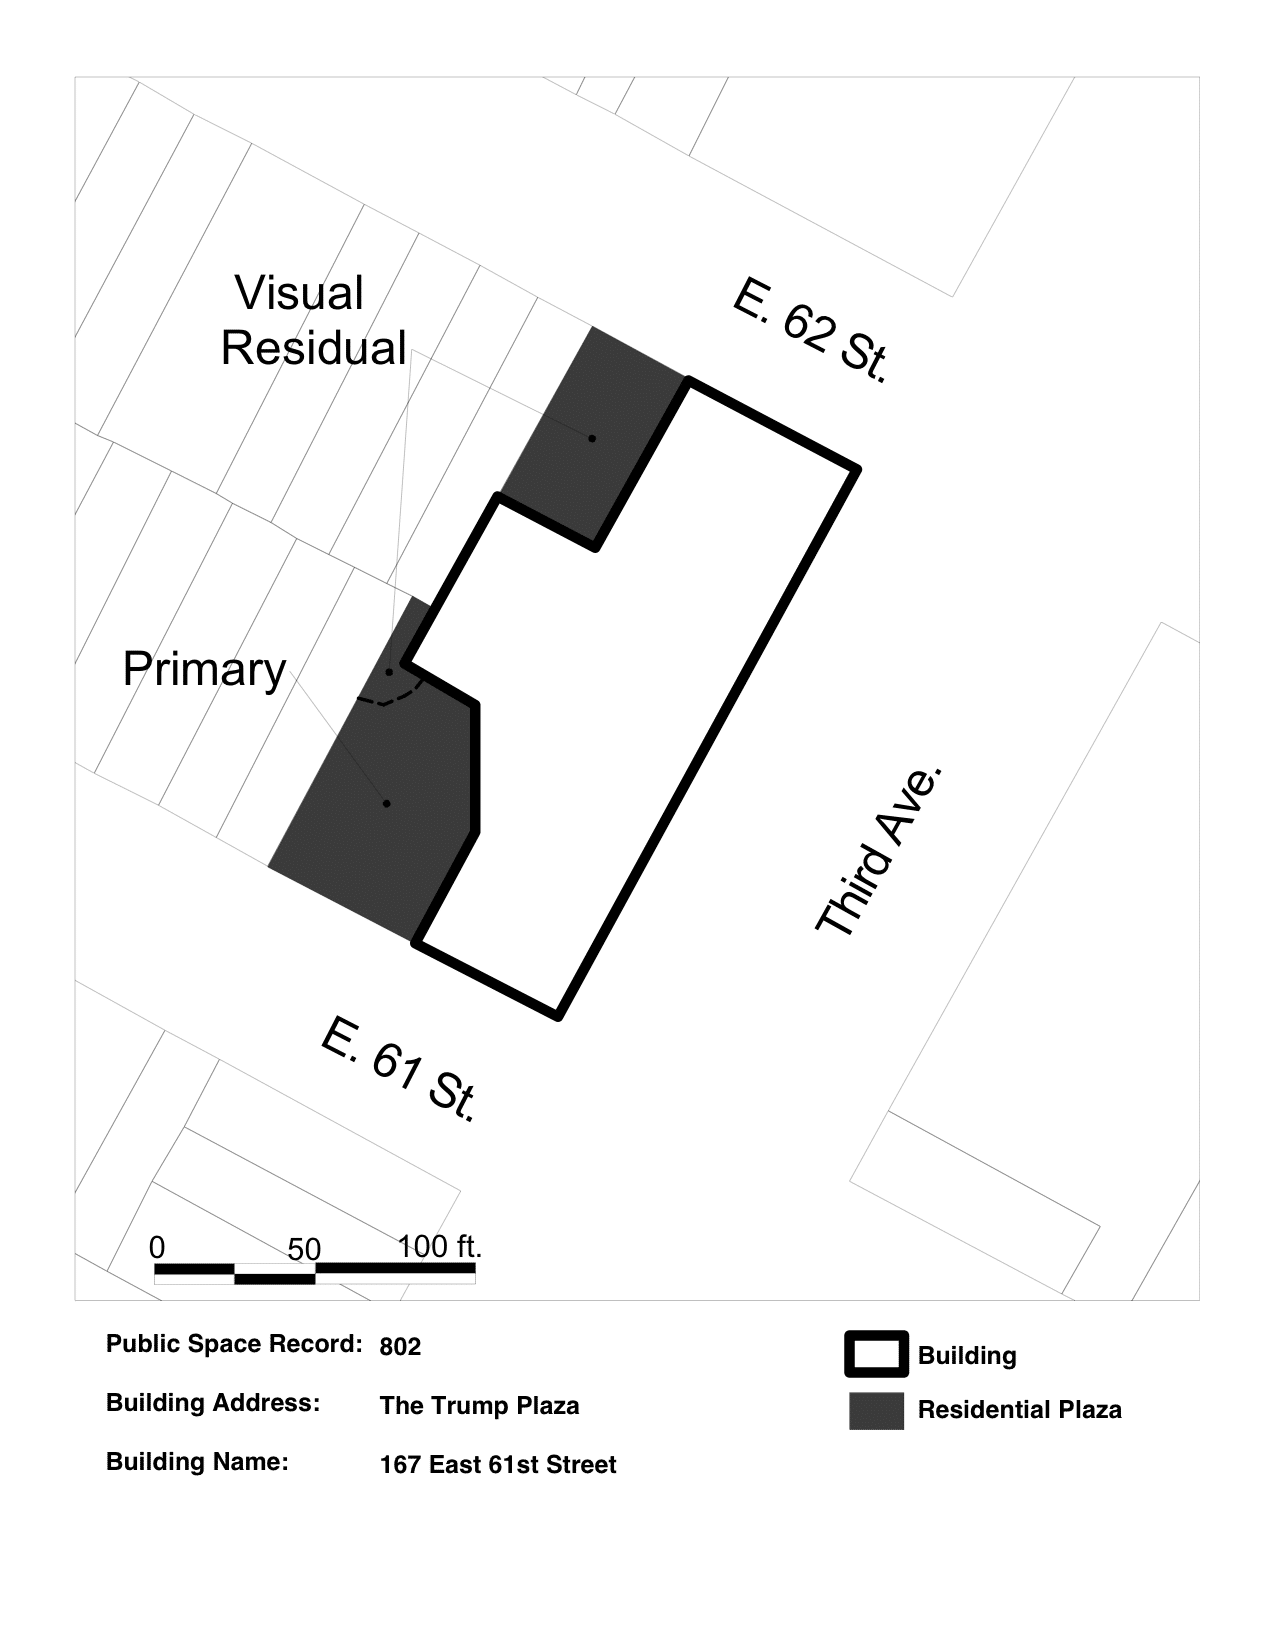 E. 62 St.
Visual
Residual
Primary
Third Ave.
E. 61 St.
0 50 100 ft.
Public Space Record: 802
Building Address: The Trump Plaza
Building Name: 167 East 61st Street
Building
Residential Plaza